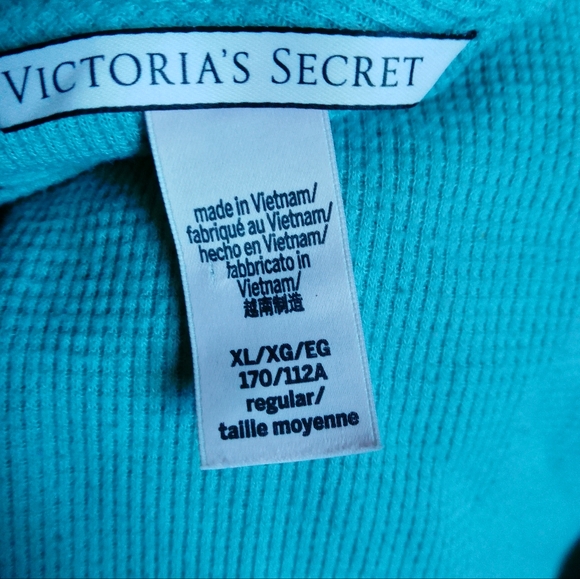 VICTORIA'S SECRET
made in Vietnam/
fabriqué au Vietnam/
hecho en Vietnam/
fabbricato in
Vietnam/
越南制造
XL/XG/EG
170/112A
regular/
taille moyenne